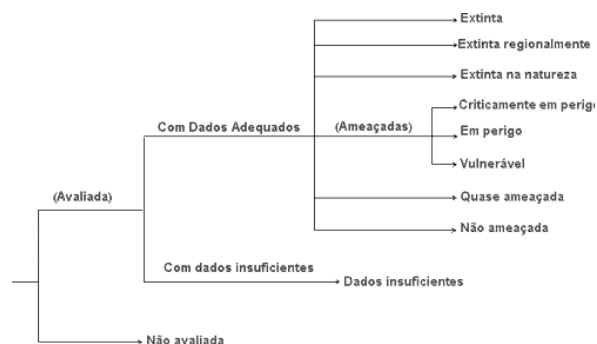 Extinta
Extinta regionalmente
Extinta na natureza
Criticamente em perigo
Com Dados Adequados
(Ameaçadas)
Em perigo
Vulnerável
(Avaliada)
Quase ameaçada
Não ameaçada
Com dados insuficientes
Dados insuficientes
Não avaliada